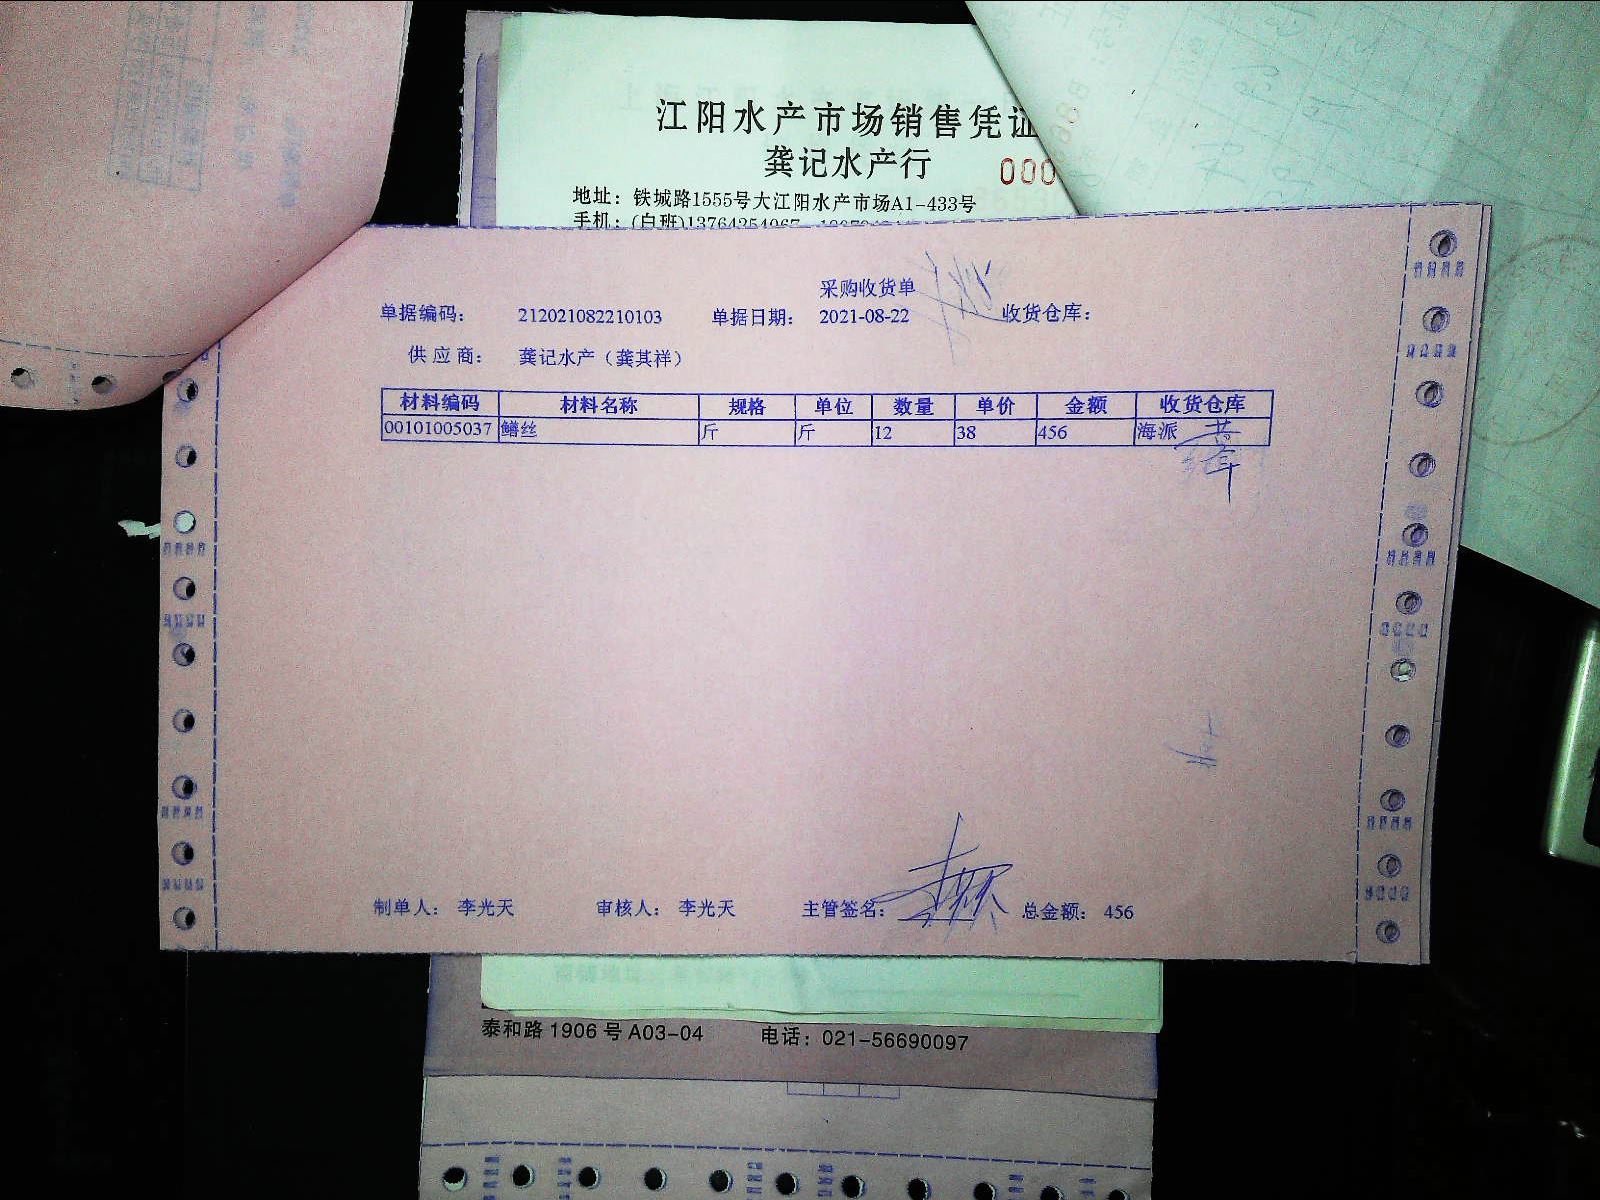 江阳水产市场销售凭证
龚记水产行
000
地址：铁城路1555号大江阳水产市场A1-433号
手机：(白班)13764354067
采购收货单
单据编码： 212021082210103 单据日期： 2021-08-22 收货仓库：
供应商： 龚记水产（龚其祥）
材料编码 材料名称 规格 单位 数量 单价 金额 收货仓库
00101005037 鳝丝 斤 斤 12 38 456 海派
制单人： 李光天 审核人： 李光天 主管签名： 总金额： 456
泰和路 1906 号 A03-04 电话：021-56690097